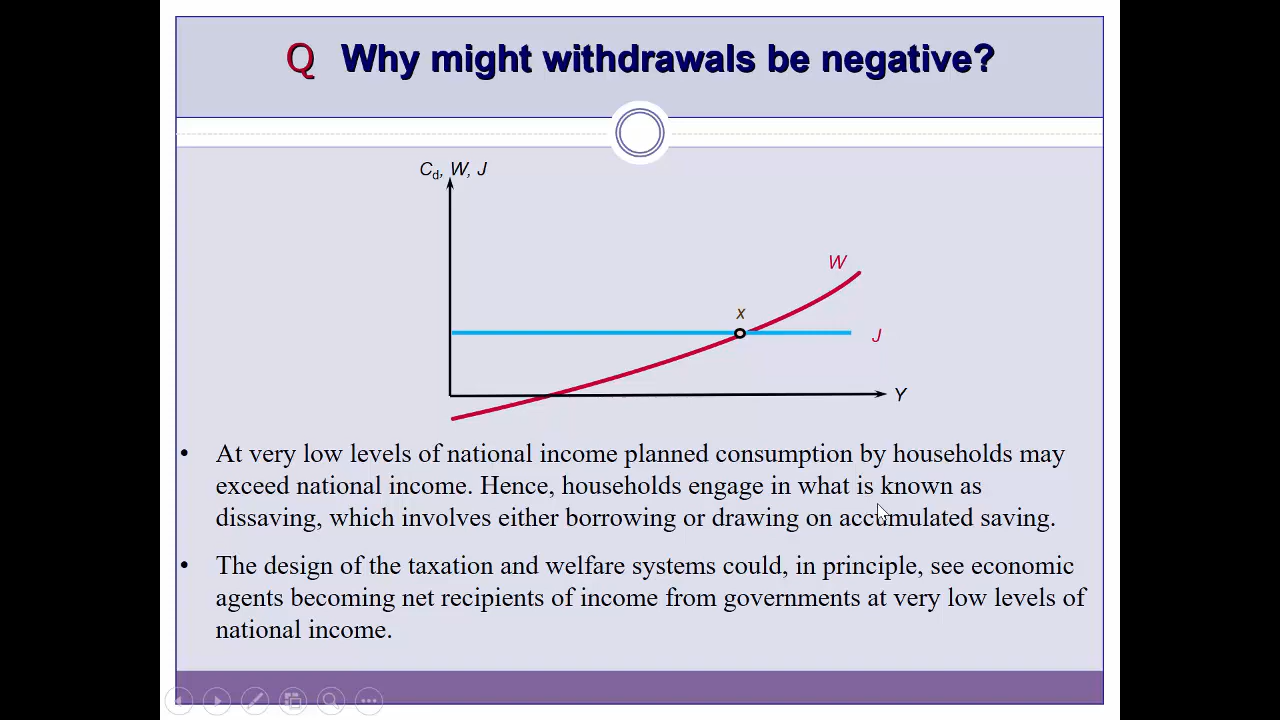 Q Why might withdrawals be negative?
Cd, W, J
W
x
J
Y
• At very low levels of national income planned consumption by households may
exceed national income. Hence, households engage in what is known as
dissaving, which involves either borrowing or drawing on accumulated saving.
• The design of the taxation and welfare systems could, in principle, see economic
agents becoming net recipients of income from governments at very low levels of
national income.